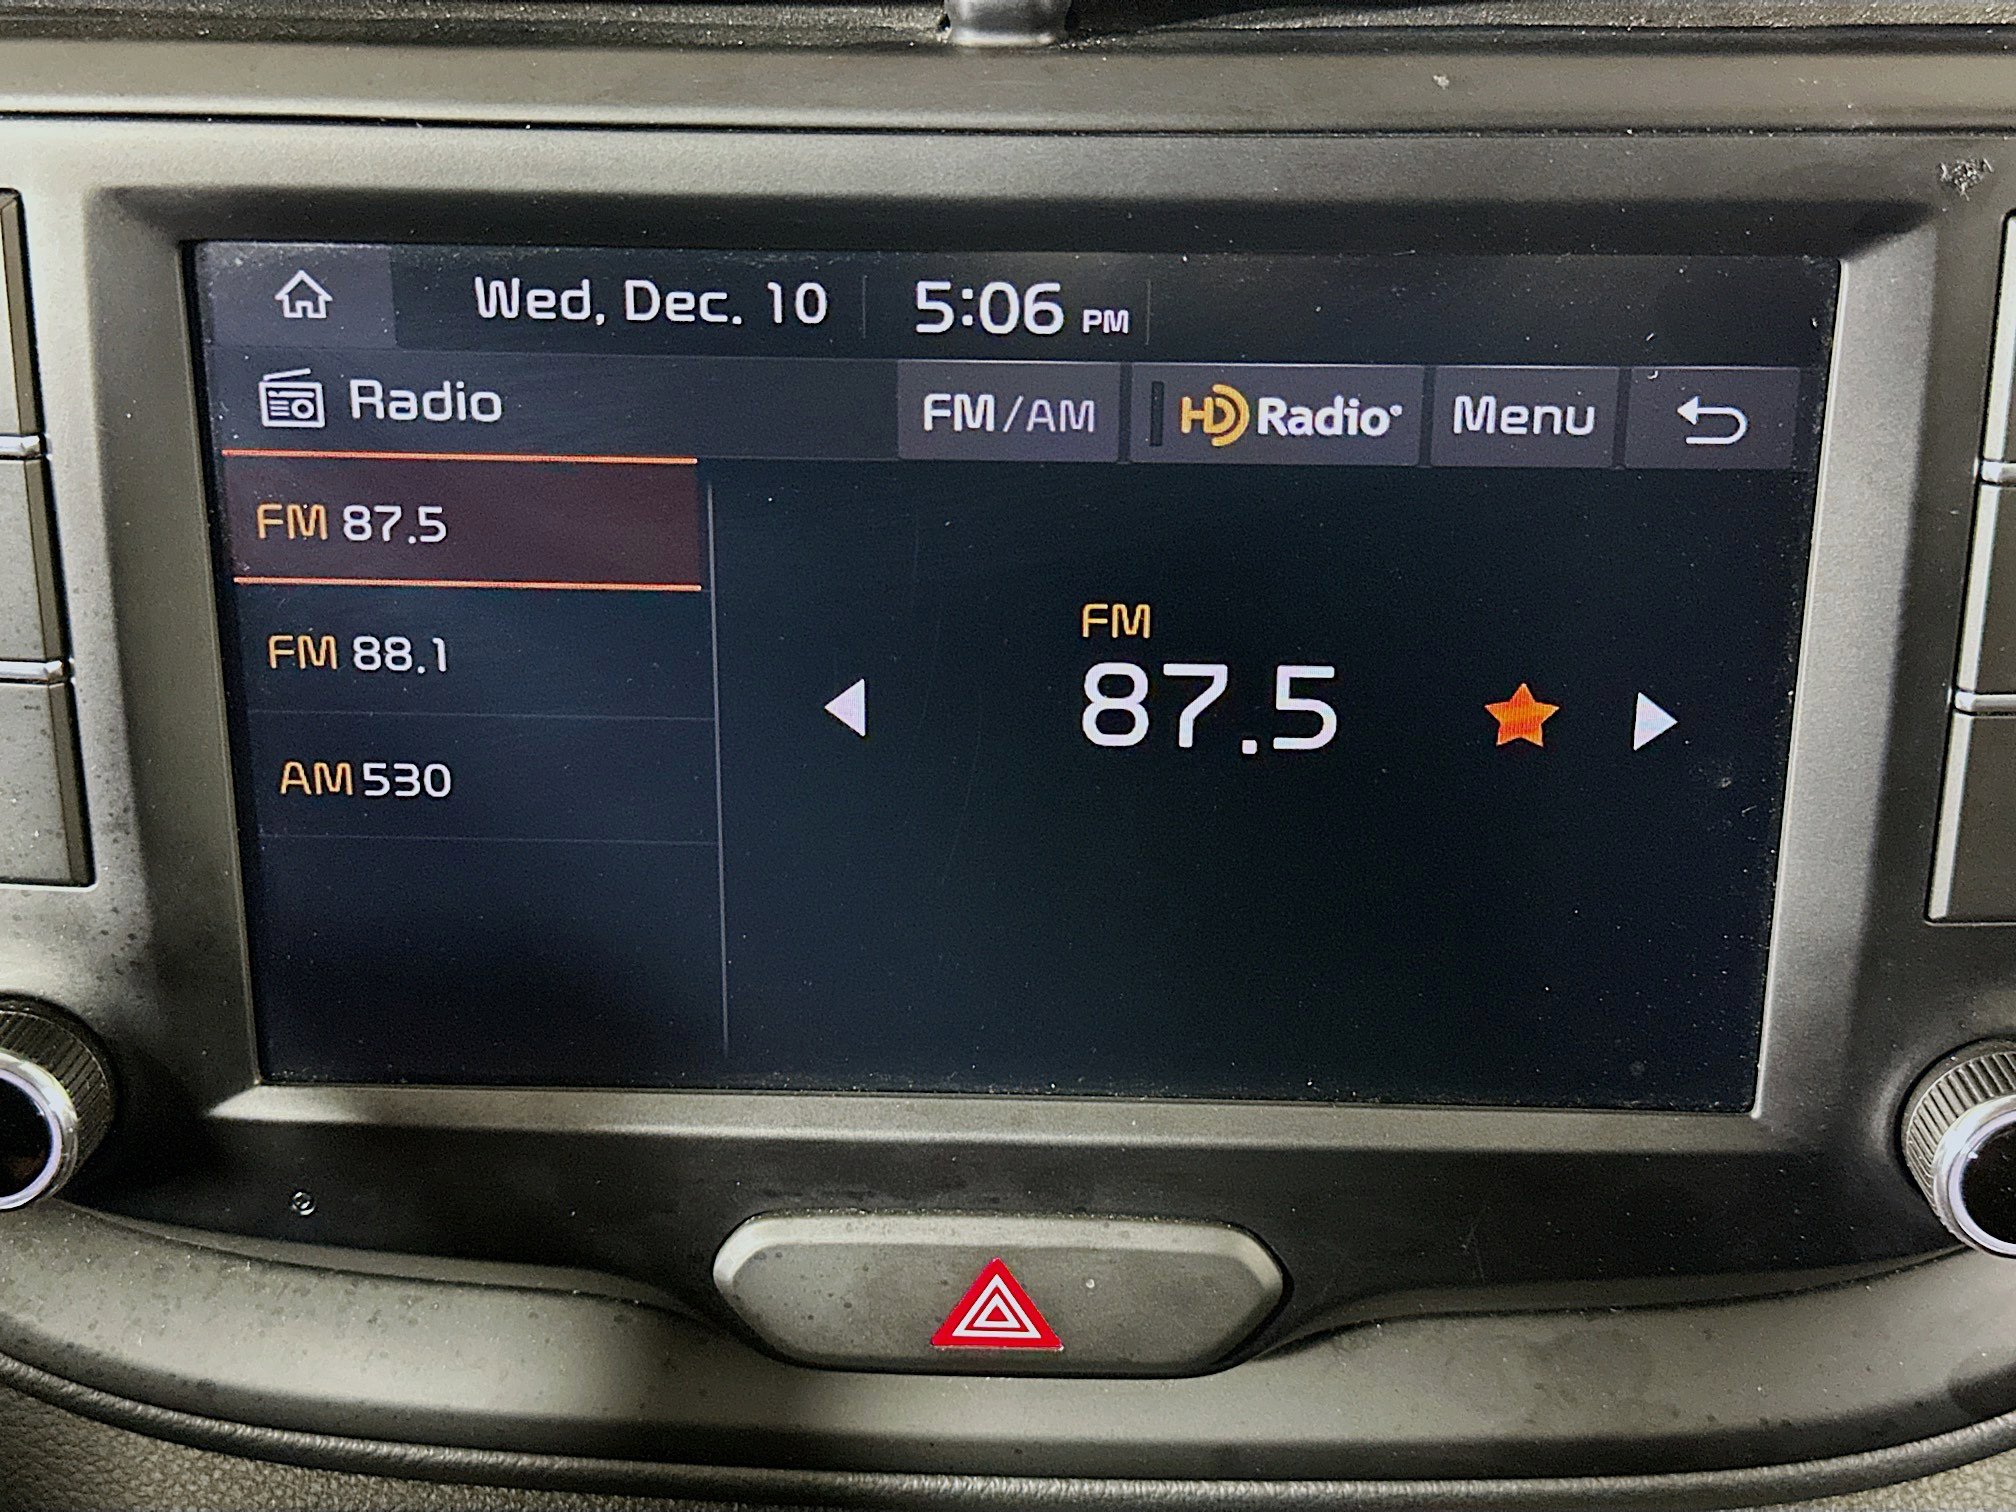 Wed, Dec. 10 5:06 PM
Radio FM/AM HD Radio® Menu
FM 87.5
FM 88.1
AM 530
FM
87.5